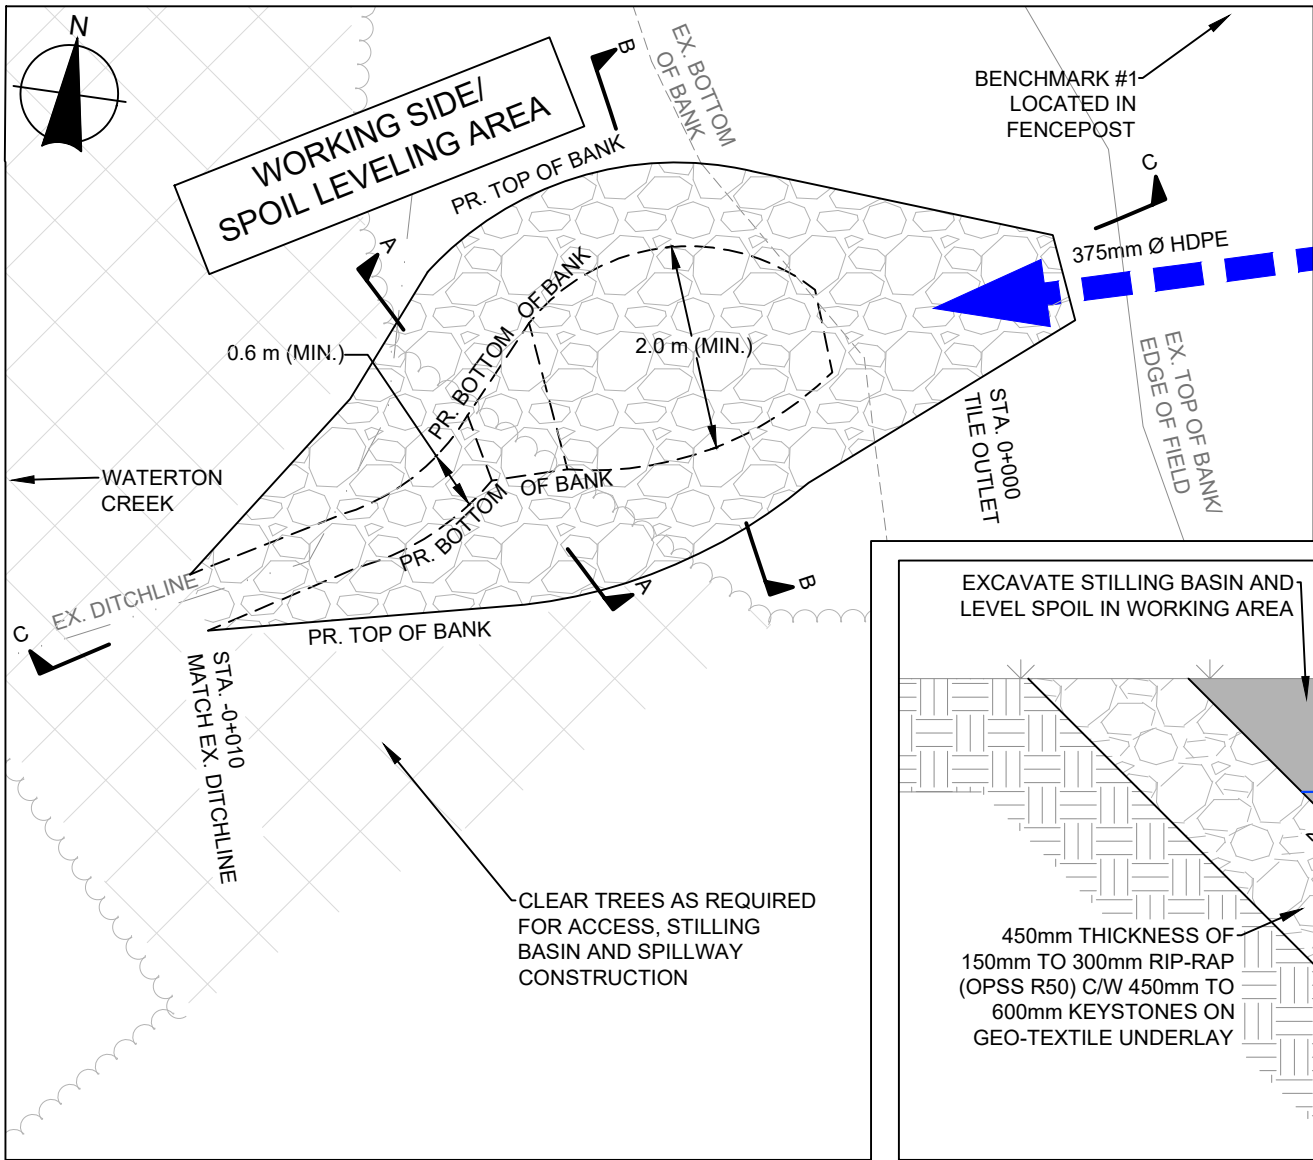 N
WORKING SIDE/
SPOIL LEVELING AREA
B
EX. BOTTOM
OF BANK
BENCHMARK #1
LOCATED IN
FENCEPOST
C
PR. TOP OF BANK
A
375mm Ø HDPE
PR. BOTTOM OF BANK
0.6 m (MIN.)
2.0 m (MIN.)
EX. TOP OF BANK/
EDGE OF FIELD
STA. 0+000
TILE OUTLET
WATERTON
CREEK
PR. BOTTOM OF BANK
EX. DITCHLINE
C
A
B
PR. TOP OF BANK
STA. -0+010
MATCH EX. DITCHLINE
CLEAR TREES AS REQUIRED
FOR ACCESS, STILLING
BASIN AND SPILLWAY
CONSTRUCTION
EXCAVATE STILLING BASIN AND
LEVEL SPOIL IN WORKING AREA
450mm THICKNESS OF
150mm TO 300mm RIP-RAP
(OPSS R50) C/W 450mm TO
600mm KEYSTONES ON
GEO-TEXTILE UNDERLAY